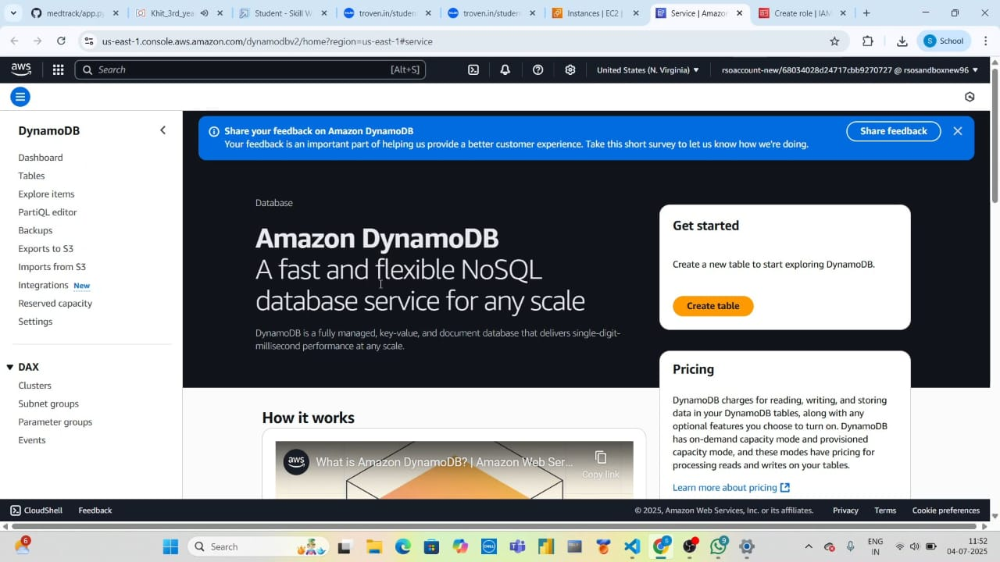 medtrack/app.py
Khit_3rd_yea
Student - Skill W
troven.in/studen
troven.in/studen
Instances | EC2 |
Service | Amazon
Create role | IAM
us-east-1.console.aws.amazon.com/dynamodbv2/home?region=us-east-1#service
School
aws
Search
[Alt+S]
United States (N. Virginia)
rsoaccount-new/68034028d24717cbb9270727 @ rsosandboxnew96
DynamoDB
Dashboard
Tables
Explore items
PartiQL editor
Backups
Exports to S3
Imports from S3
Integrations New
Reserved capacity
Settings
DAX
Clusters
Subnet groups
Parameter groups
Events
Share your feedback on Amazon DynamoDB
Your feedback is an important part of helping us provide a better customer experience. Take this short survey to let us know how we're doing.
Share feedback
Database
Amazon DynamoDB
A fast and flexible NoSQL
database service for any scale
DynamoDB is a fully managed, key-value, and document database that delivers single-digit-
millisecond performance at any scale.
Get started
Create a new table to start exploring DynamoDB.
Create table
Pricing
DynamoDB charges for reading, writing, and storing
data in your DynamoDB tables, along with any
optional features you choose to turn on. DynamoDB
has on-demand capacity mode and provisioned
capacity mode, and these modes have pricing for
processing reads and writes on your tables.
Learn more about pricing
How it works
aws
What is Amazon DynamoDB? | Amazon Web Ser...
Copy link
CloudShell
Feedback
© 2025, Amazon Web Services, Inc. or its affiliates.
Privacy
Terms
Cookie preferences
6
Search
DELL
S
9
ENG
IN
11:52
04-07-2025